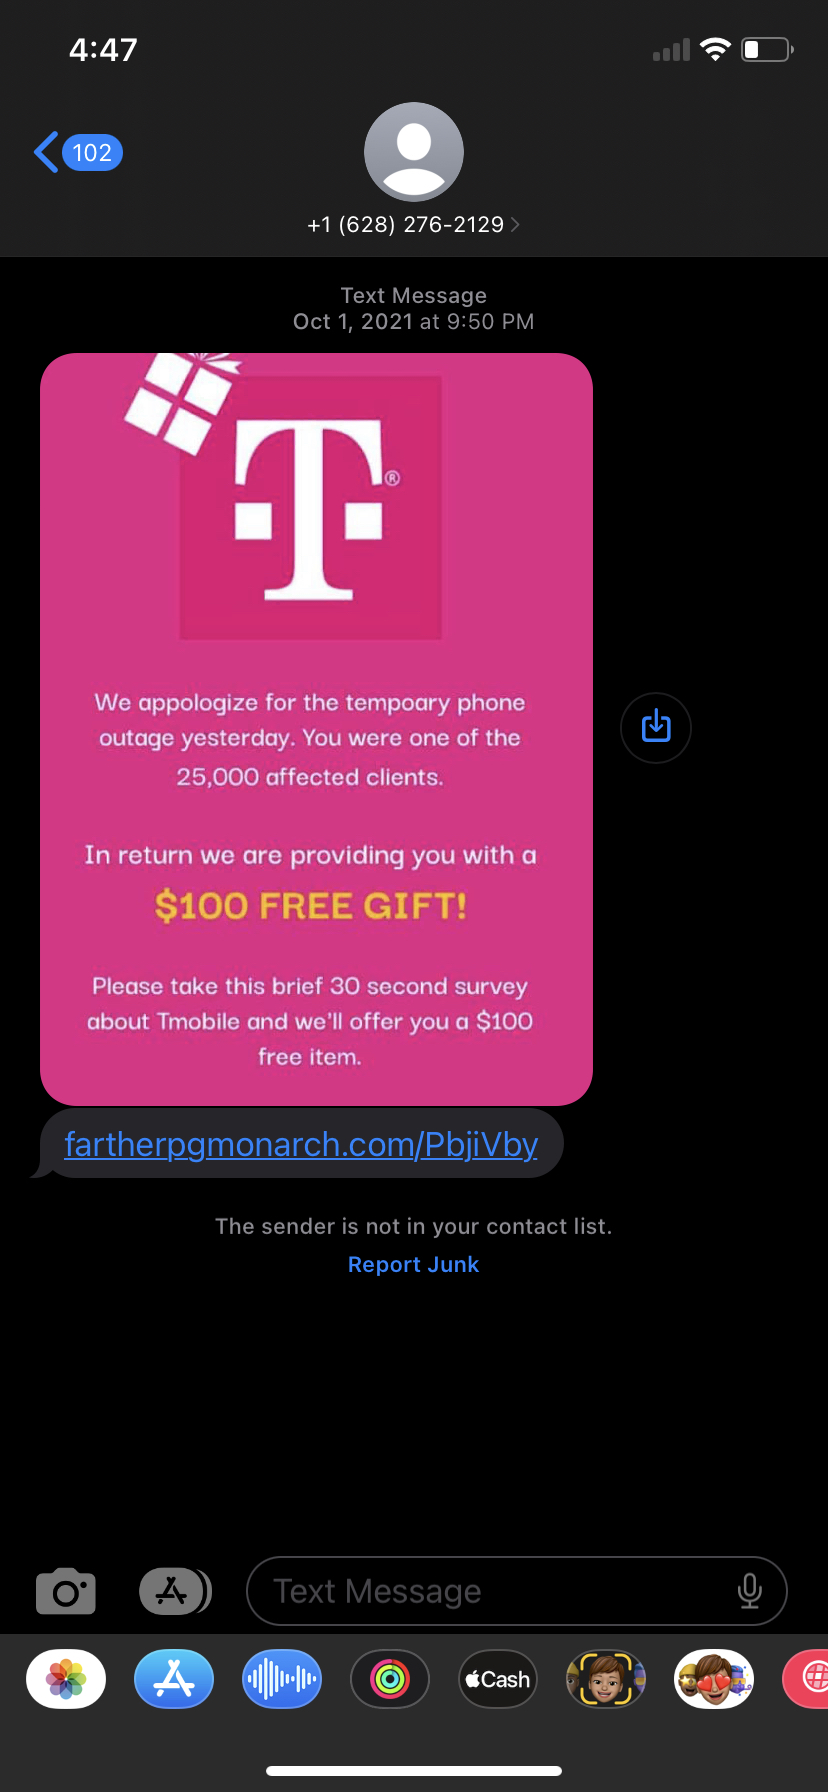 4:47
102
+1 (628) 276-2129
Text Message
Oct 1, 2021 at 9:50 PM
T®
We appologize for the tempoary phone
outage yesterday. You were one of the
25,000 affected clients.
In return we are providing you with a
$100 FREE GIFT!
Please take this brief 30 second survey
about Tmobile and we'll offer you a $100
free item.
fartherpgmonarch.com/PbjiVby
The sender is not in your contact list.
Report Junk
Text Message
Cash